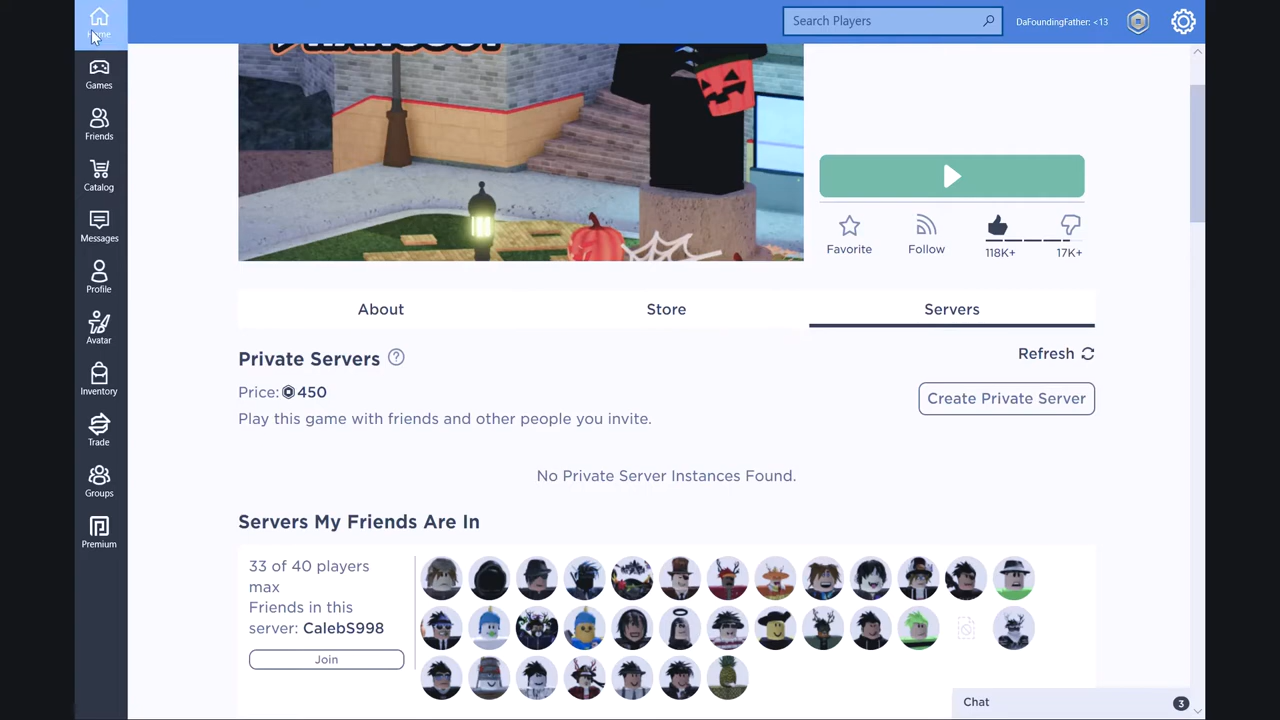 Home
Search Players
DaFoundingFather: <13
Games
Friends
Catalog
Messages
Profile
Avatar
Inventory
Trade
Groups
Premium
HANGOUT
Favorite
Follow
118K+
17K+
About
Store
Servers
Private Servers ?
Refresh
Price: 450
Create Private Server
Play this game with friends and other people you invite.
No Private Server Instances Found.
Servers My Friends Are In
33 of 40 players
max
Friends in this
server: CalebS998
Join
Chat
3